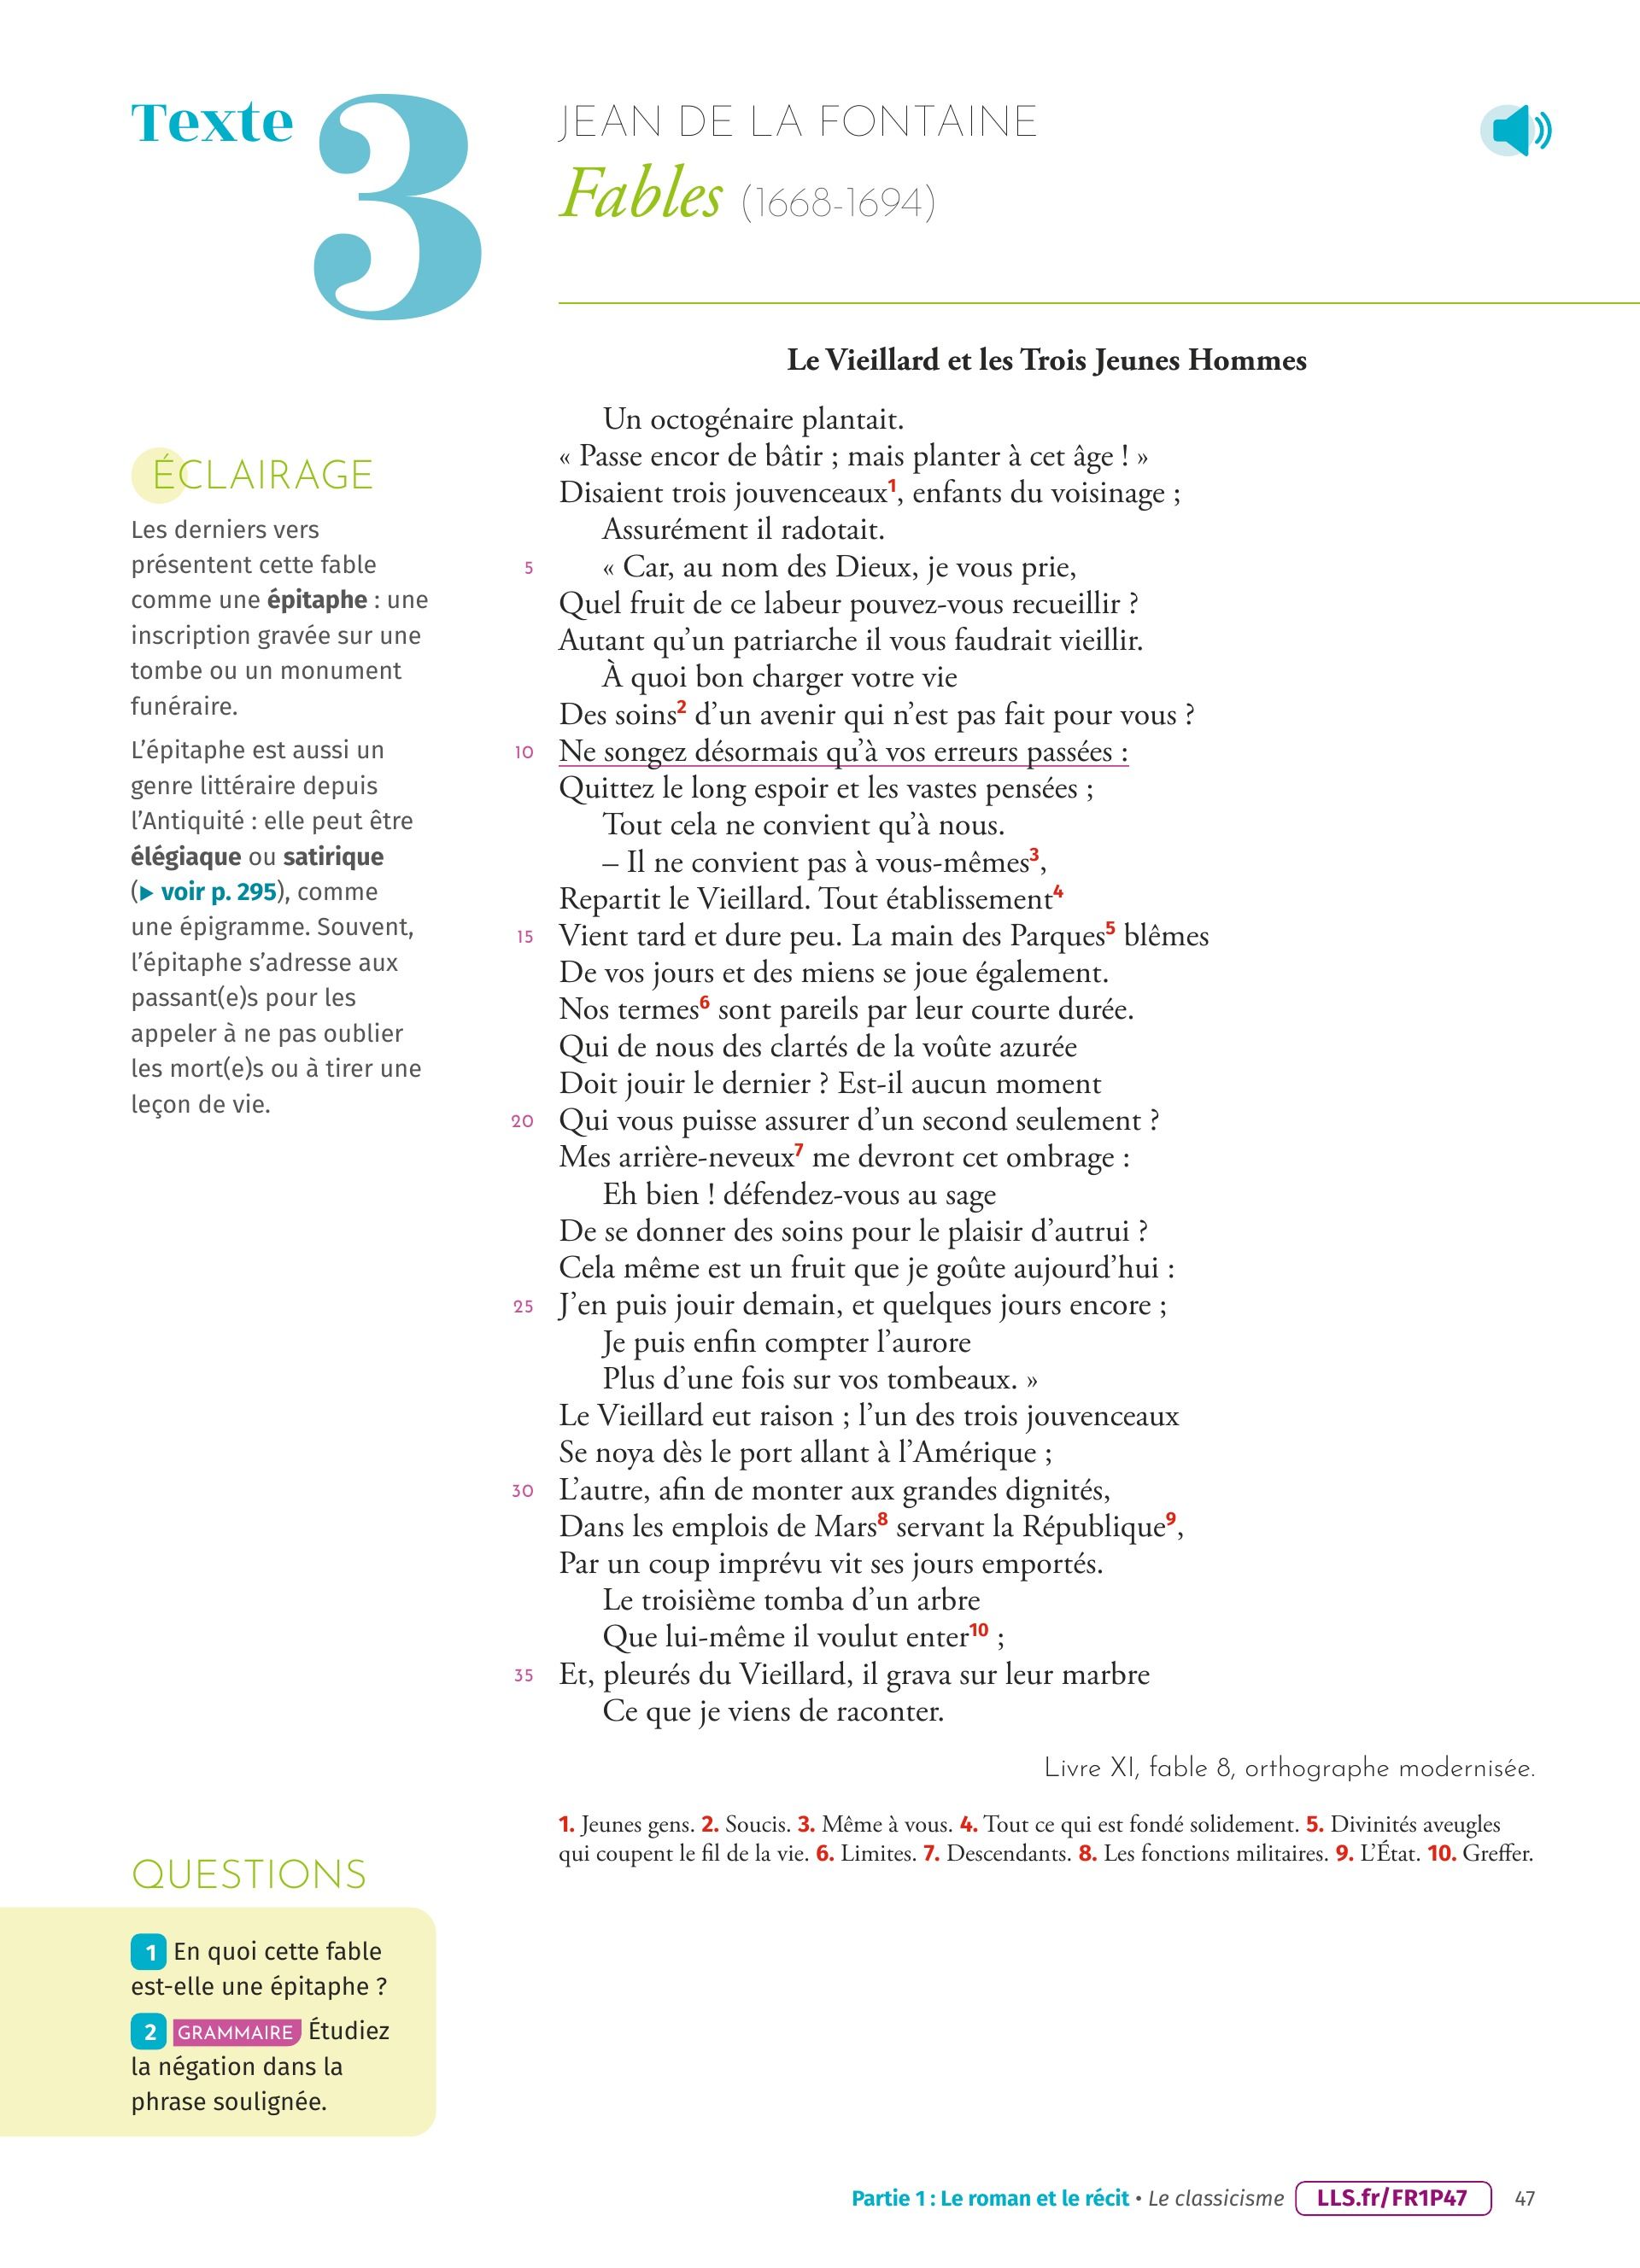 Texte 3
JEAN DE LA FONTAINE
Fables (1668-1694)
Le Vieillard et les Trois Jeunes Hommes
Un octogénaire plantait.
« Passe encor de bâtir ; mais planter à cet âge ! »
Disaient trois jouvenceaux1, enfants du voisinage ;
Assurément il radotait.
5 « Car, au nom des Dieux, je vous prie,
Quel fruit de ce labeur pouvez-vous recueillir ?
Autant qu'un patriarche il vous faudrait vieillir.
À quoi bon charger votre vie
Des soins2 d'un avenir qui n'est pas fait pour vous ?
10 Ne songez désormais qu'à vos erreurs passées :
Quittez le long espoir et les vastes pensées ;
Tout cela ne convient qu'à nous.
– Il ne convient pas à vous-mêmes3,
Repartit le Vieillard. Tout établissement4
15 Vient tard et dure peu. La main des Parques5 blêmes
De vos jours et des miens se joue également.
Nos termes6 sont pareils par leur courte durée.
Qui de nous des clartés de la voûte azurée
Doit jouir le dernier ? Est-il aucun moment
20 Qui vous puisse assurer d'un second seulement ?
Mes arrière-neveux7 me devront cet ombrage :
Eh bien ! défendez-vous au sage
De se donner des soins pour le plaisir d'autrui ?
Cela même est un fruit que je goûte aujourd'hui :
25 J'en puis jouir demain, et quelques jours encore ;
Je puis enfin compter l'aurore
Plus d'une fois sur vos tombeaux. »
Le Vieillard eut raison ; l'un des trois jouvenceaux
Se noya dès le port allant à l'Amérique ;
30 L'autre, afin de monter aux grandes dignités,
Dans les emplois de Mars8 servant la République9,
Par un coup imprévu vit ses jours emportés.
Le troisième tomba d'un arbre
Que lui-même il voulut enter10 ;
35 Et, pleurés du Vieillard, il grava sur leur marbre
Ce que je viens de raconter.
Livre XI, fable 8, orthographe modernisée.
1. Jeunes gens. 2. Soucis. 3. Même à vous. 4. Tout ce qui est fondé solidement. 5. Divinités aveugles
qui coupent le fil de la vie. 6. Limites. 7. Descendants. 8. Les fonctions militaires. 9. L'État. 10. Greffer.
ÉCLAIRAGE
Les derniers vers
présentent cette fable
comme une épitaphe : une
inscription gravée sur une
tombe ou un monument
funéraire.
L'épitaphe est aussi un
genre littéraire depuis
l'Antiquité : elle peut être
élégiaque ou satirique
(▶ voir p. 295), comme
une épigramme. Souvent,
l'épitaphe s'adresse aux
passant(e)s pour les
appeler à ne pas oublier
les mort(e)s ou à tirer une
leçon de vie.
QUESTIONS
1 En quoi cette fable
est-elle une épitaphe ?
2 GRAMMAIRE Étudiez
la négation dans la
phrase soulignée.
Partie 1 : Le roman et le récit • Le classicisme LLS.fr/FR1P47 47